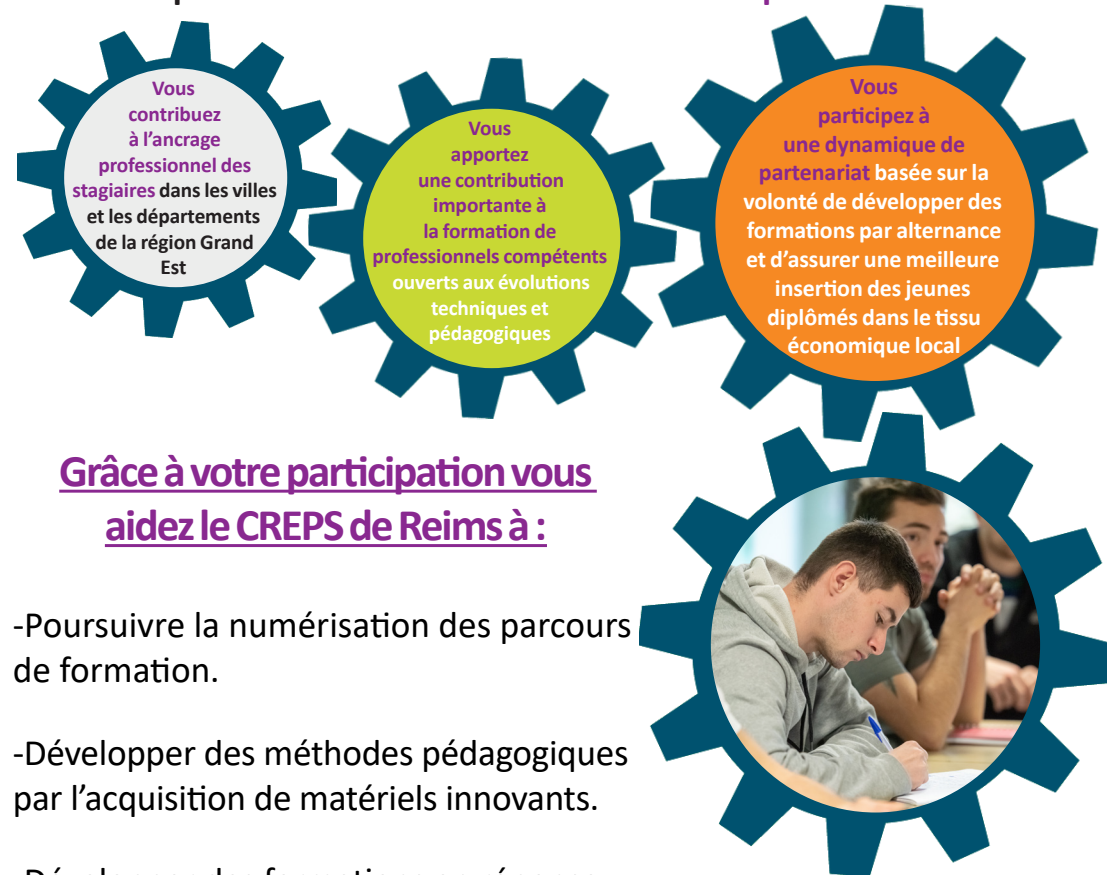 Vous
contribuez
à l’ancrage
professionnel des
stagiaires dans les villes
et les départements
de la région Grand
Est
Vous
apportez
une contribution
importante à
la formation de
professionnels compétents
ouverts aux évolutions
techniques et
pédagogiques
Vous
participez à
une dynamique de
partenariat basée sur la
volonté de développer des
formations par alternance
et d’assurer une meilleure
insertion des jeunes
diplômés dans le tissu
économique local
Grâce à votre participation vous
aidez le CREPS de Reims à :
-Poursuivre la numérisation des parcours
de formation.
-Développer des méthodes pédagogiques
par l’acquisition de matériels innovants.